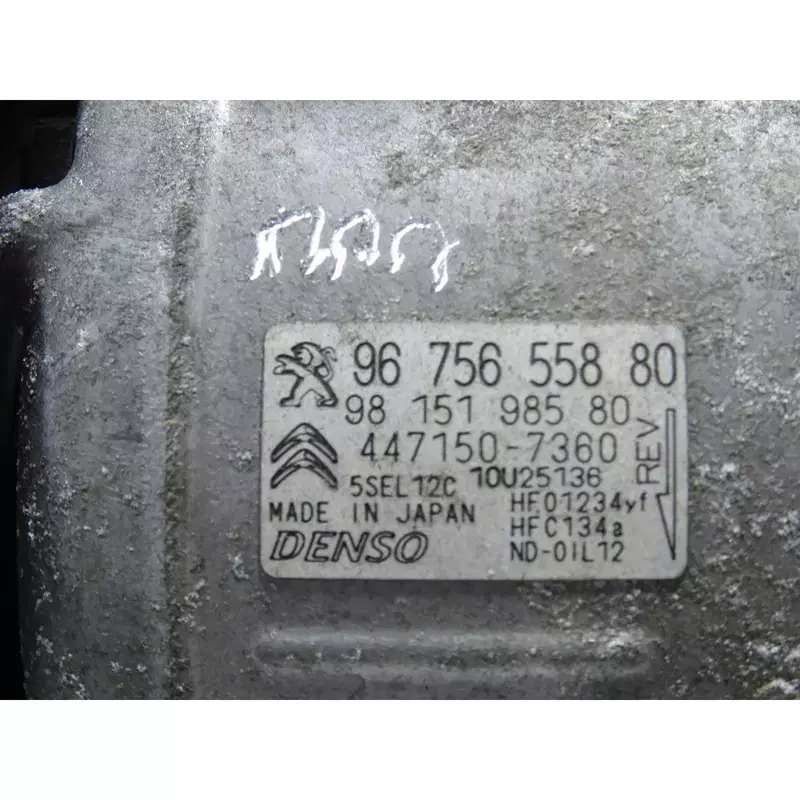 96 756 558 80
98 151 985 80
447150-7360
REV
5SEL12C 10U25136
HFO1234yf
MADE IN JAPAN
HFC134a
DENSO
ND-OIL12